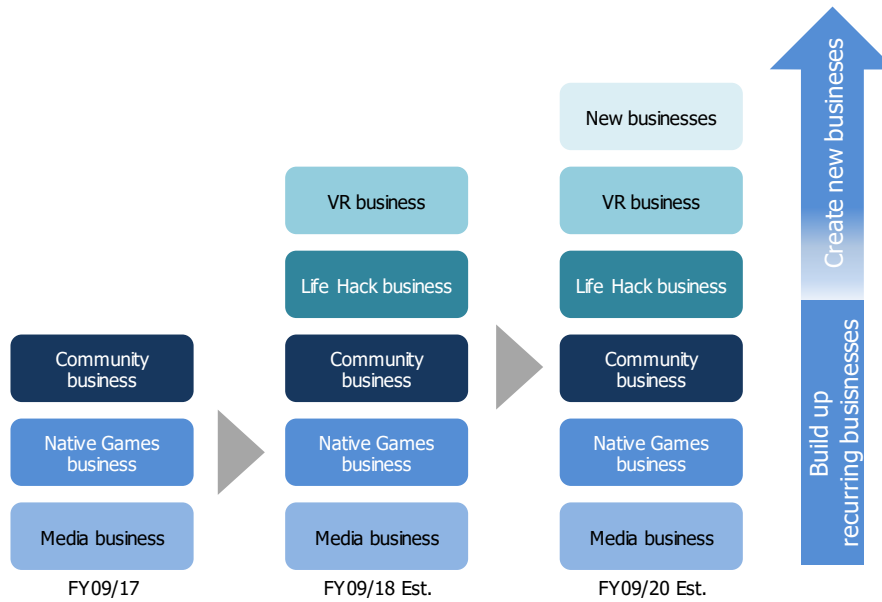 New businesses
VR business
VR business
Life Hack business
Life Hack business
Community
business
Community
business
Community
business
Native Games
business
Native Games
business
Native Games
business
Media business
Media business
Media business
FY09/17
FY09/18 Est.
FY09/20 Est.
Create new busineses
Build up
recurring busisnesses